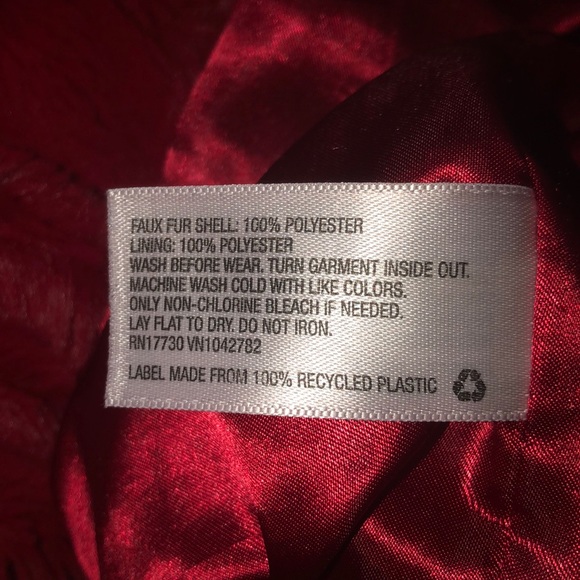 FAUX FUR SHELL: 100% POLYESTER
LINING: 100% POLYESTER
WASH BEFORE WEAR. TURN GARMENT INSIDE OUT.
MACHINE WASH COLD WITH LIKE COLORS.
ONLY NON-CHLORINE BLEACH IF NEEDED.
LAY FLAT TO DRY. DO NOT IRON.
RN17730 VN1042782
LABEL MADE FROM 100% RECYCLED PLASTIC